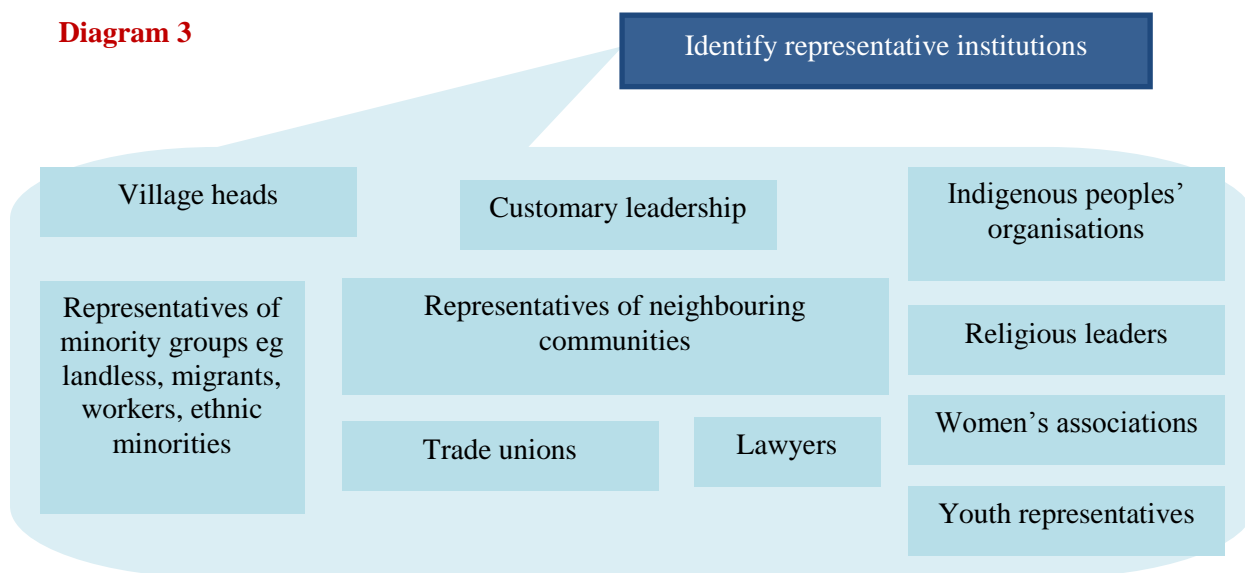 Diagram 3
Identify representative institutions
Village heads
Customary leadership
Indigenous peoples’
organisations
Representatives of
minority groups eg
landless, migrants,
workers, ethnic
minorities
Representatives of neighbouring
communities
Religious leaders
Trade unions
Lawyers
Women’s associations
Youth representatives